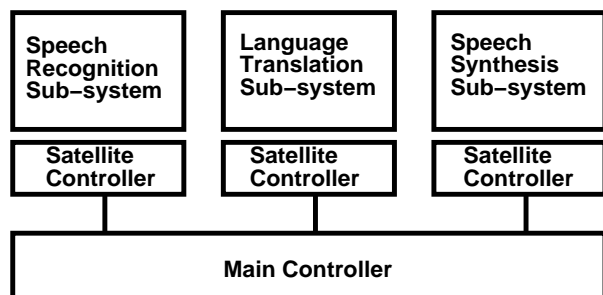 Speech
Recognition
Sub−system
Language
Translation
Sub−system
Speech
Synthesis
Sub−system
Satellite
Controller
Satellite
Controller
Satellite
Controller
Main Controller